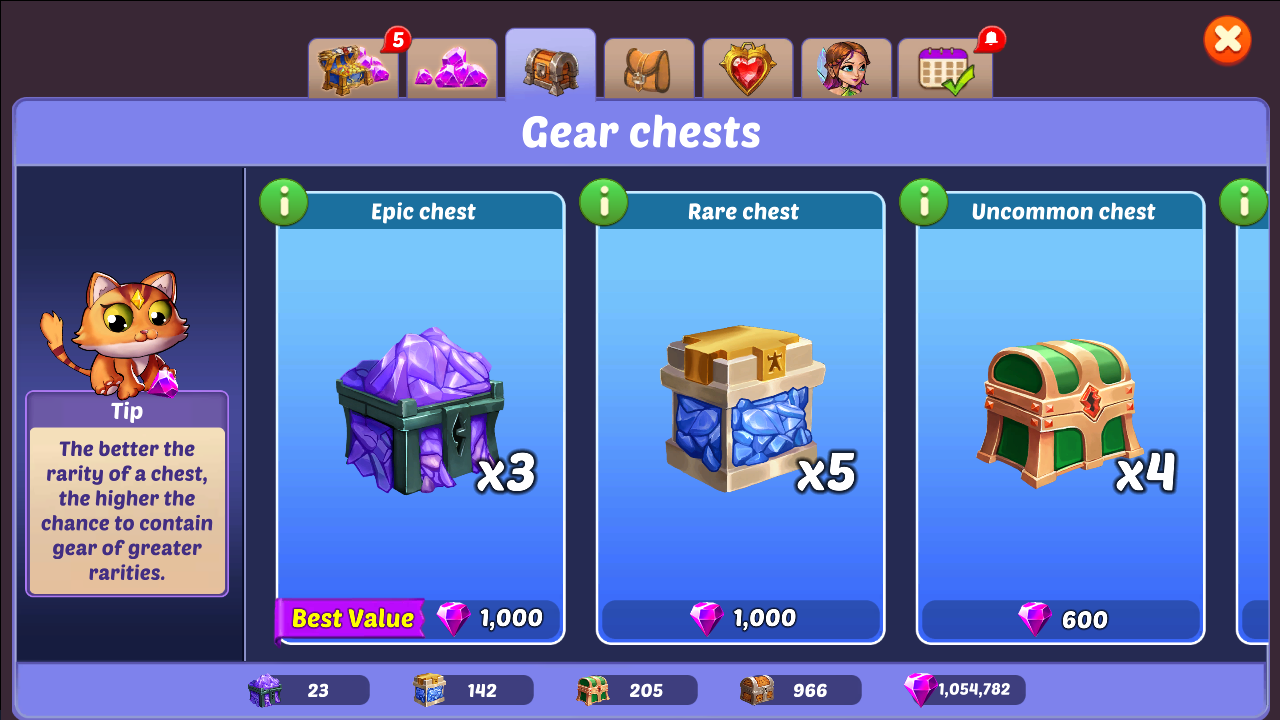 5
Gear chests
Epic chest
Rare chest
Uncommon chest
x3
x5
x4
Tip
The better the
rarity of a chest,
the higher the
chance to contain
gear of greater
rarities.
Best Value
1,000
1,000
600
23
142
205
966
1,054,782